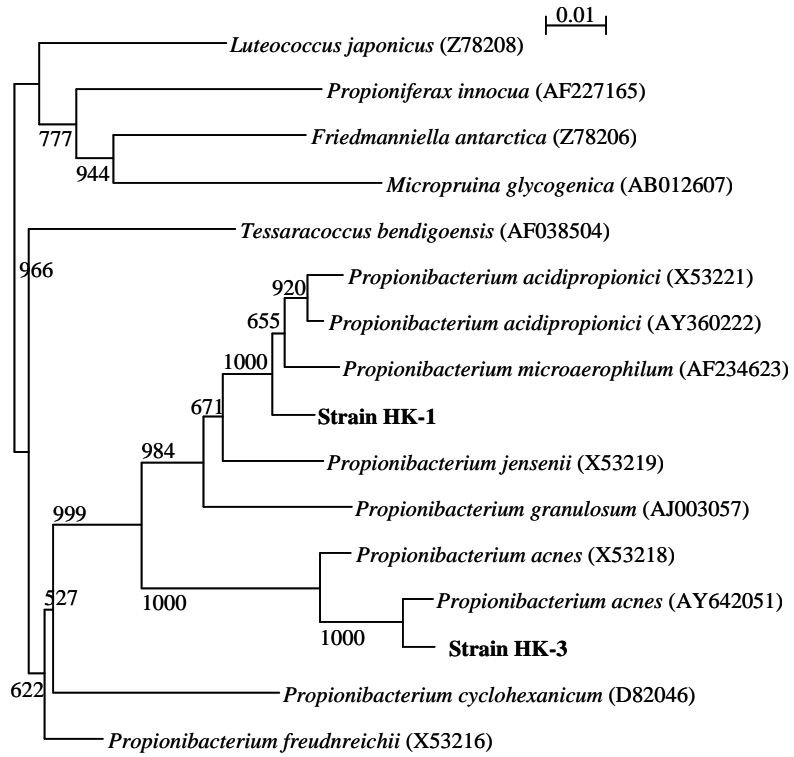 0.01
Luteococcus japonicus (Z78208)
Propioniferax innocua (AF227165)
777
Friedmanniella antarctica (Z78206)
944
Micropruina glycogenica (AB012607)
Tessaracoccus bendigoensis (AF038504)
966
Propionibacterium acidipropionici (X53221)
920
Propionibacterium acidipropionici (AY360222)
655
Propionibacterium microaerophilum (AF234623)
1000
671
Strain HK-1
984
Propionibacterium jensenii (X53219)
Propionibacterium granulosum (AJ003057)
999
Propionibacterium acnes (X53218)
527
1000
Propionibacterium acnes (AY642051)
1000
Strain HK-3
622
Propionibacterium cyclohexanicum (D82046)
Propionibacterium freudnreichii (X53216)